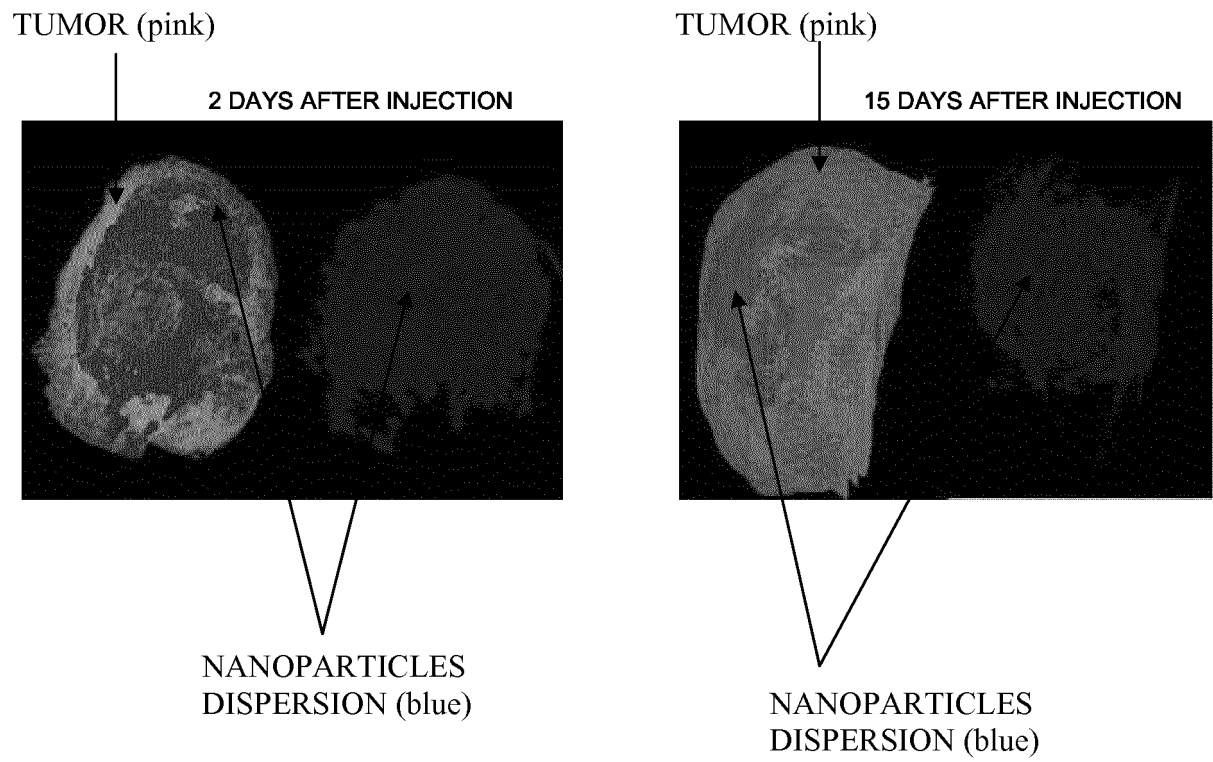 TUMOR (pink)
2 DAYS AFTER INJECTION
NANOPARTICLES
DISPERSION (blue)
TUMOR (pink)
15 DAYS AFTER INJECTION
NANOPARTICLES
DISPERSION (blue)